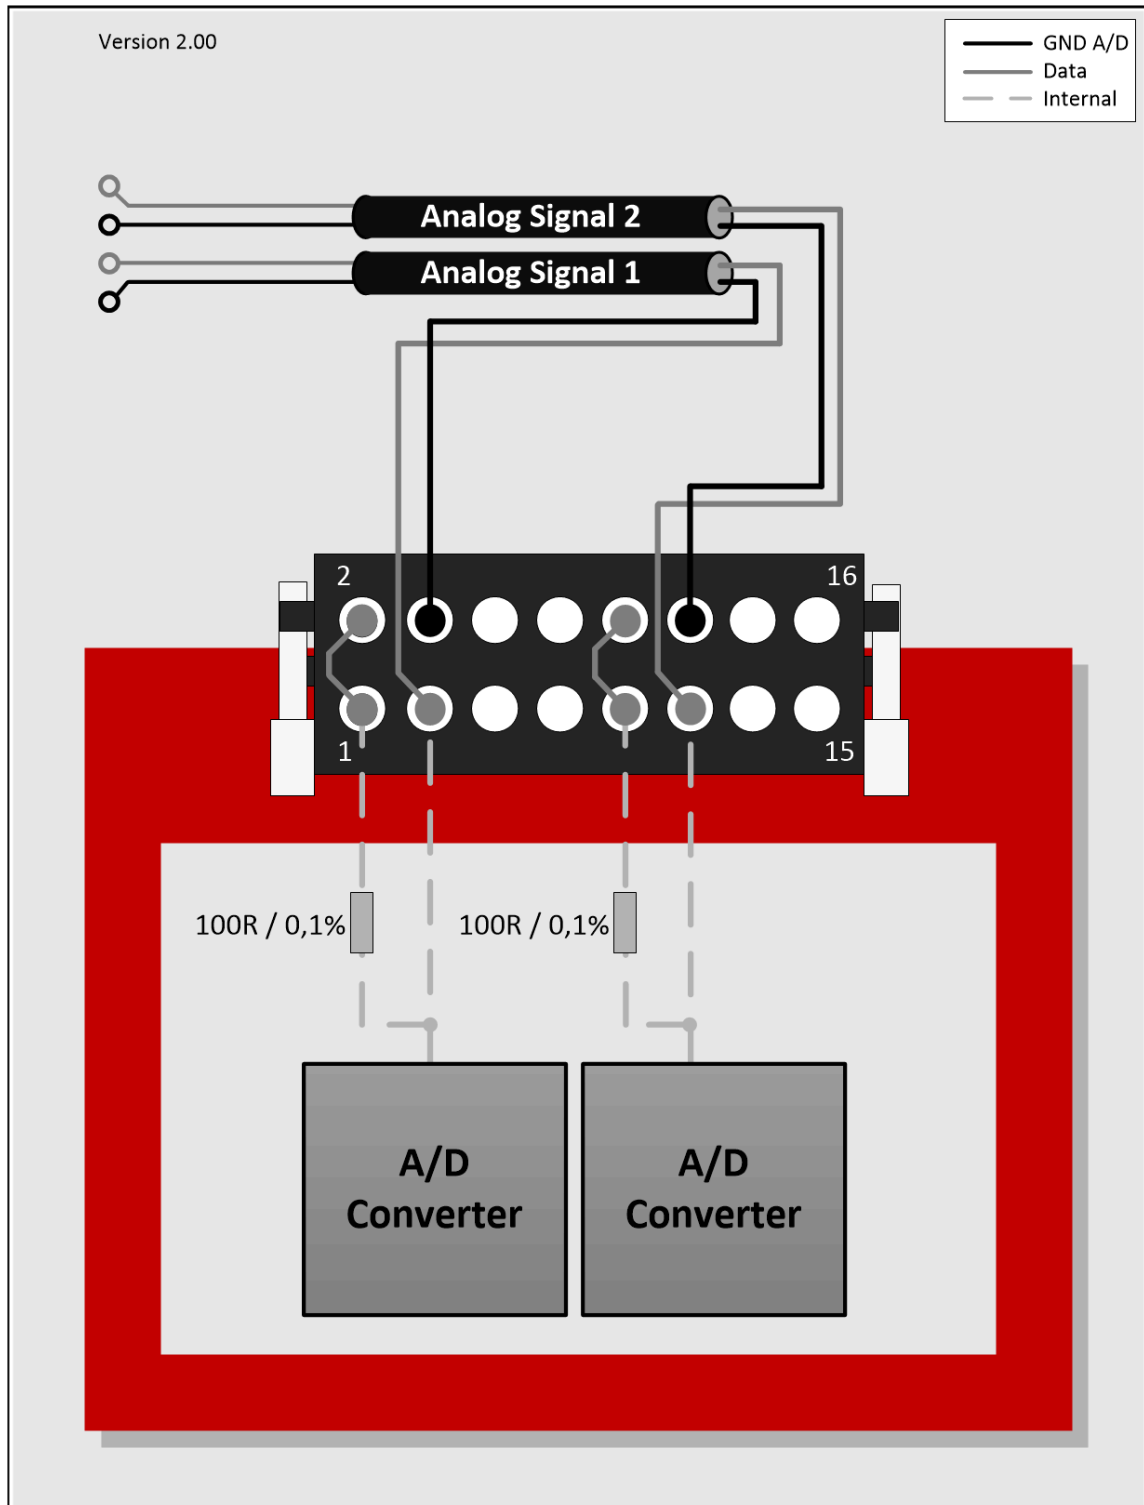 Version 2.00
GND A/D
Data
Internal
Analog Signal 2
Analog Signal 1
2
16
1
15
100R / 0,1%
100R / 0,1%
A/D
Converter
A/D
Converter